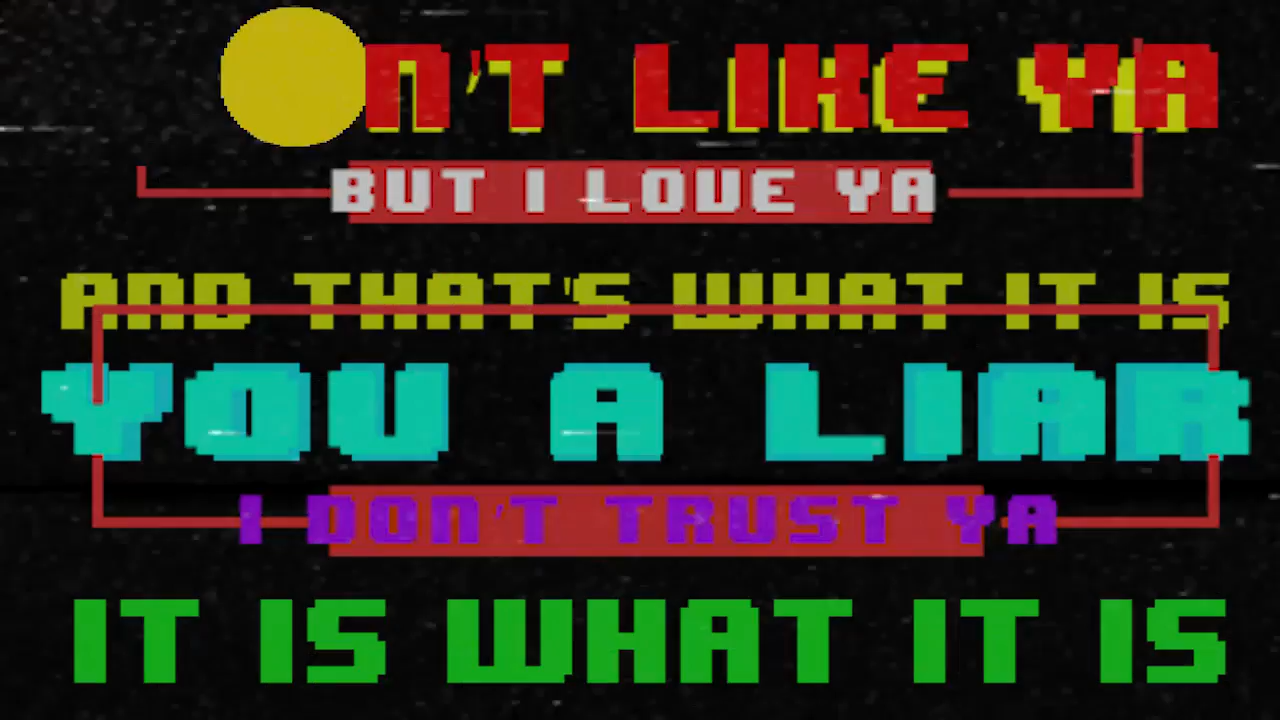 N'T LIKE YA
BUT I LOVE YA
AND THAT'S WHAT IT IS
YOU A LIAR
I DON'T TRUST YA
IT IS WHAT IT IS